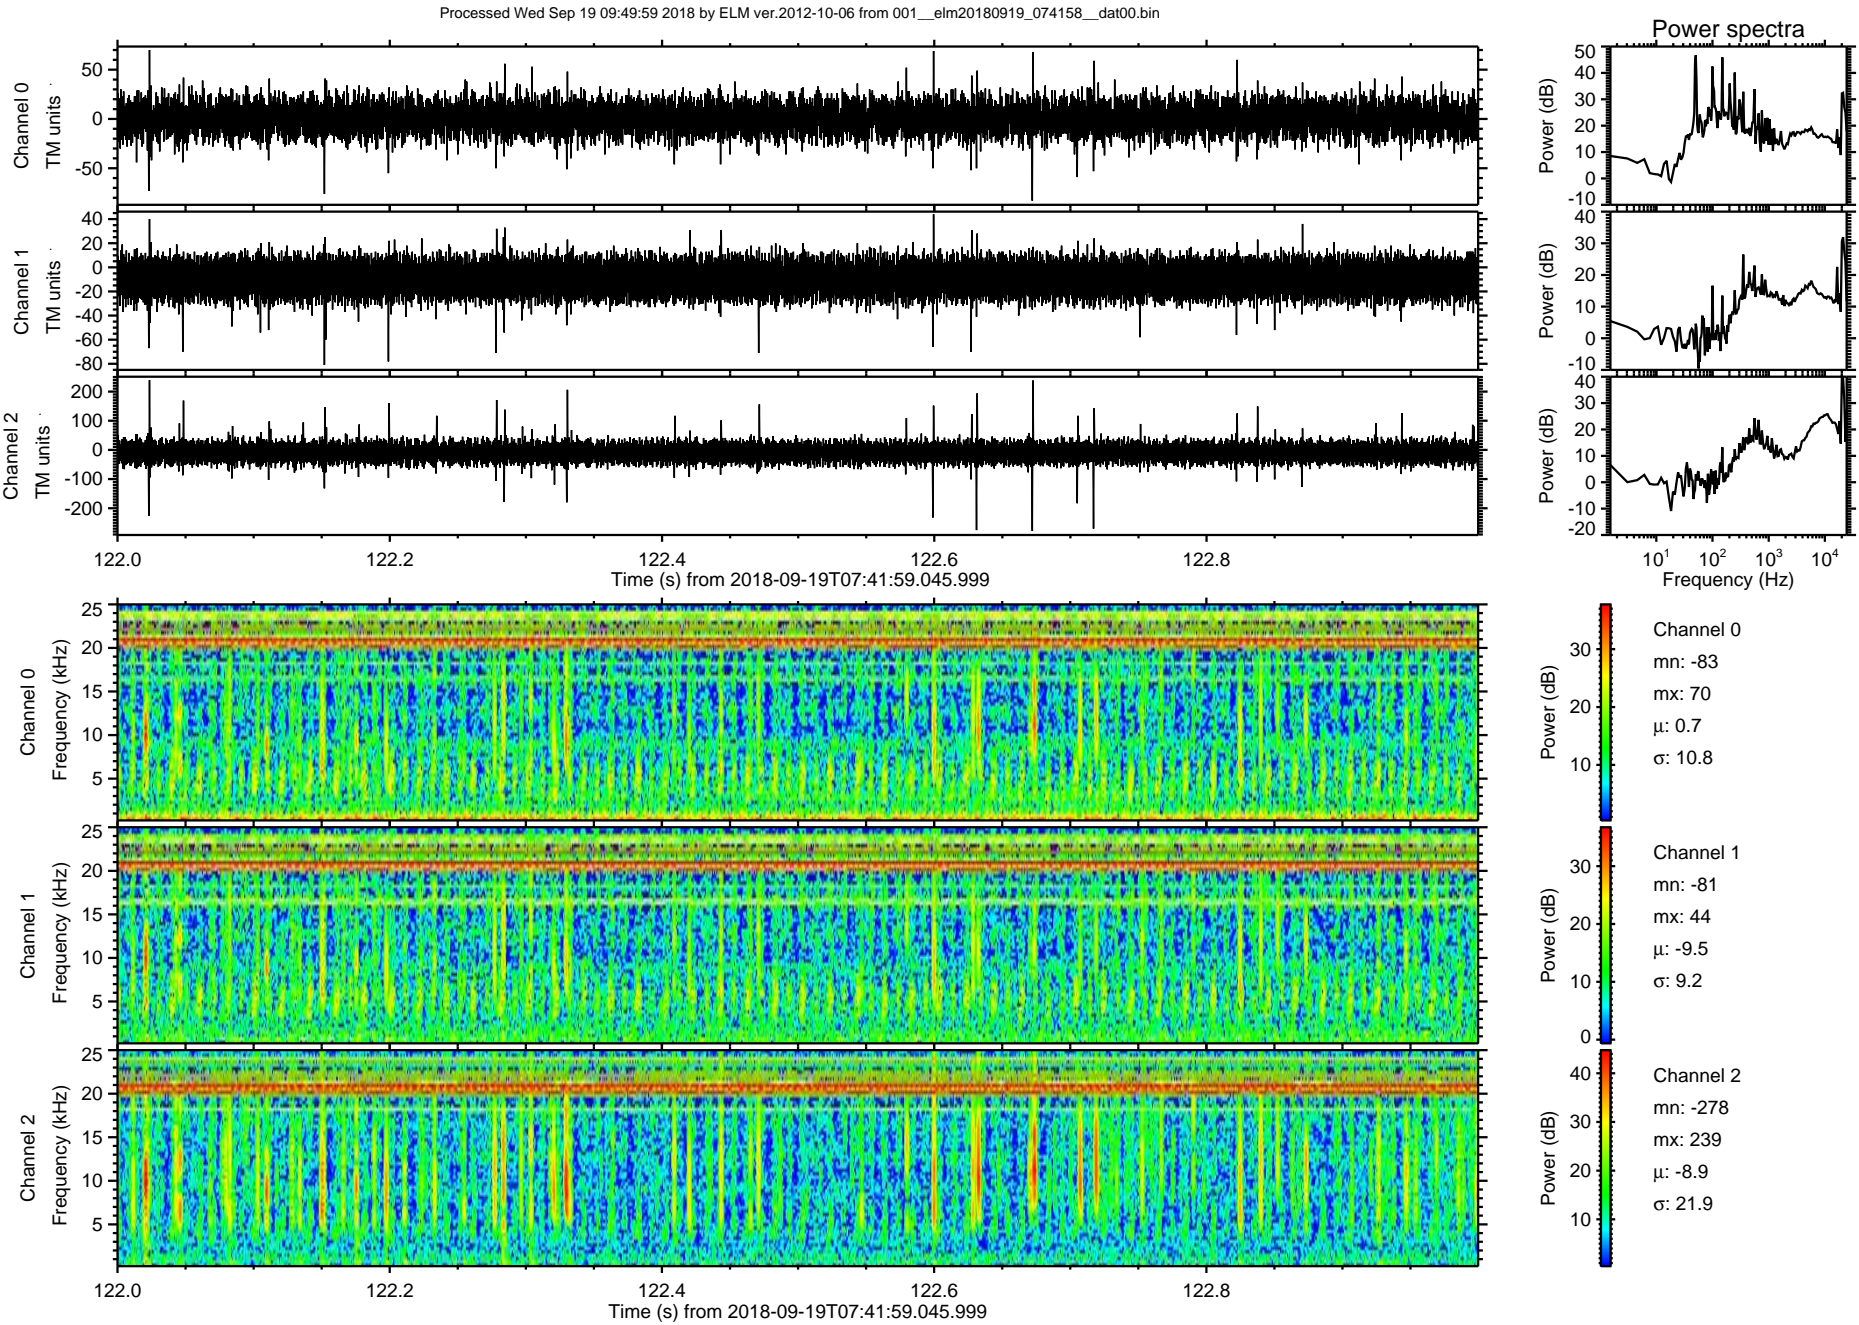 Processed Wed Sep 19 09:49:59 2018 by ELM ver.2012-10-06 from 001__elm20180919_074158__dat00.bin
Power spectra
Channel 0
TM units
50
0
-50
Power (dB)
50
40
30
20
10
0
-10
Channel 1
TM units
40
20
0
-20
-40
-60
-80
Power (dB)
40
30
20
10
0
-10
Channel 2
TM units
200
100
0
-100
-200
Power (dB)
40
30
20
10
0
-10
-20
122.0 122.2 122.4 122.6 122.8
Time (s) from 2018-09-19T07:41:59.045.999
10^1 10^2 10^3 10^4
Frequency (Hz)
Channel 0
Frequency (kHz)
25
20
15
10
5
Power (dB)
30
20
10
Channel 0
mn: -83
mx: 70
μ: 0.7
σ: 10.8
Channel 1
Frequency (kHz)
25
20
15
10
5
Power (dB)
30
20
10
0
Channel 1
mn: -81
mx: 44
μ: -9.5
σ: 9.2
Channel 2
Frequency (kHz)
25
20
15
10
5
Power (dB)
40
30
20
10
Channel 2
mn: -278
mx: 239
μ: -8.9
σ: 21.9
122.0 122.2 122.4 122.6 122.8
Time (s) from 2018-09-19T07:41:59.045.999